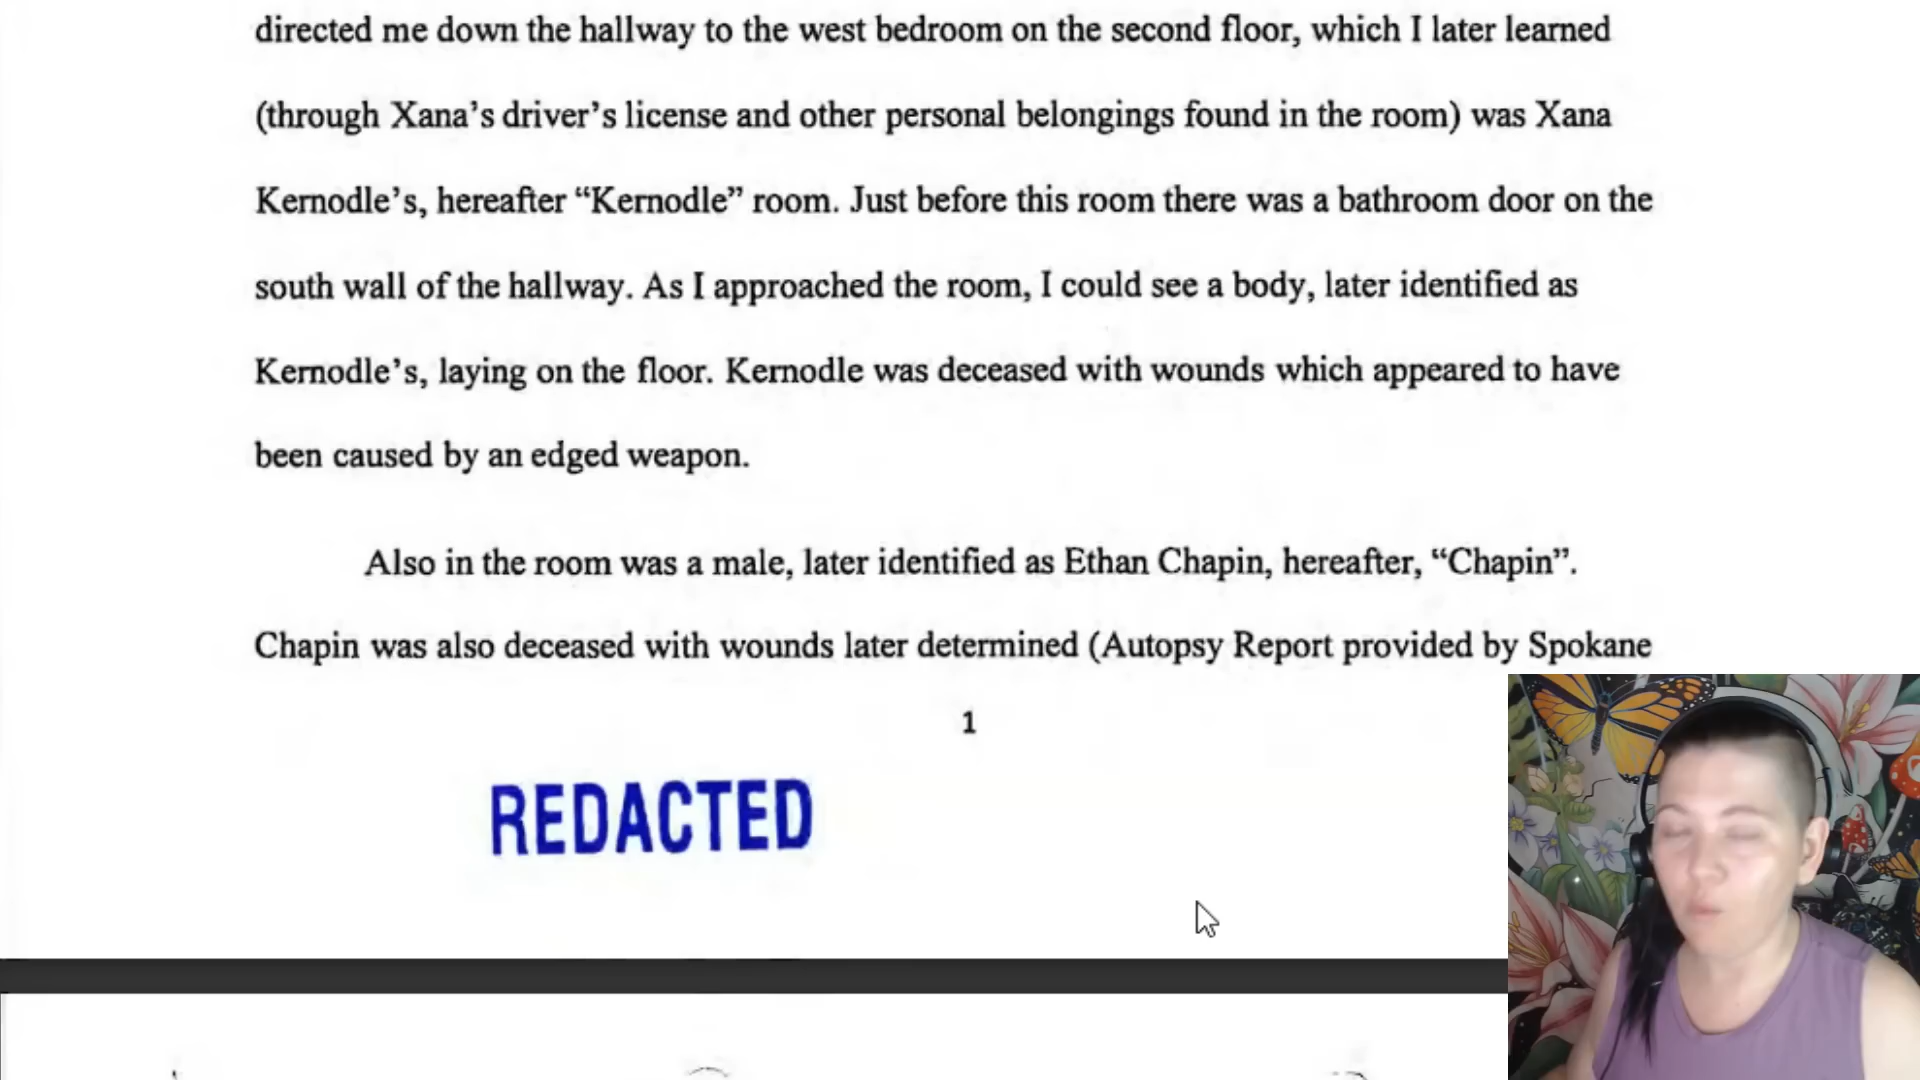 directed me down the hallway to the west bedroom on the second floor, which I later learned
(through Xana’s driver’s license and other personal belongings found in the room) was Xana
Kernodle’s, hereafter “Kernodle” room. Just before this room there was a bathroom door on the
south wall of the hallway. As I approached the room, I could see a body, later identified as
Kernodle’s, laying on the floor. Kernodle was deceased with wounds which appeared to have
been caused by an edged weapon.
Also in the room was a male, later identified as Ethan Chapin, hereafter, “Chapin”.
Chapin was also deceased with wounds later determined (Autopsy Report provided by Spokane
1
REDACTED